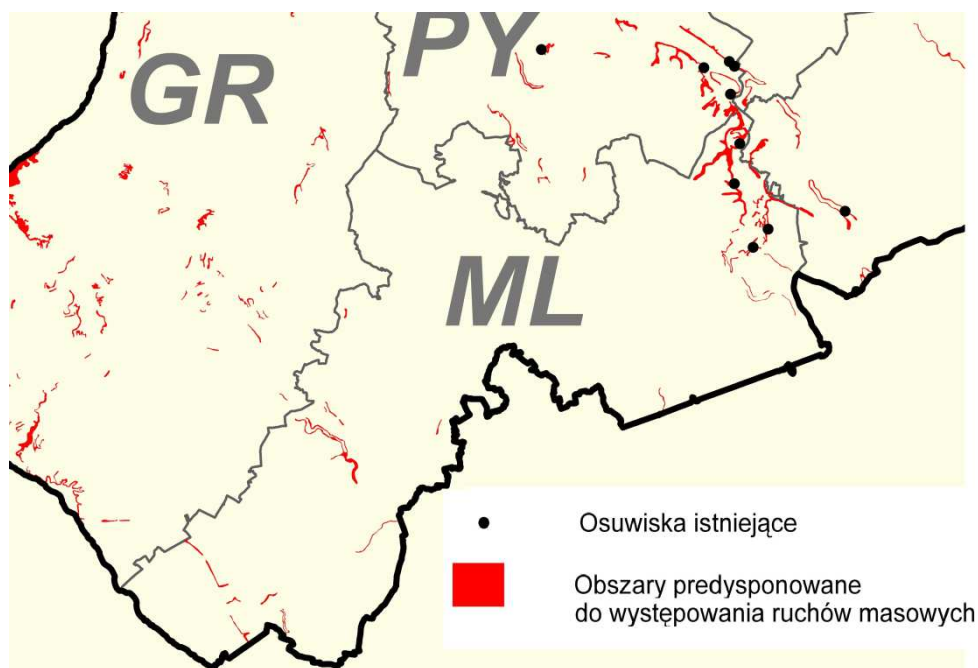 PY
GR
ML
Osuwiska istniejące
Obszary predysponowane
do występowania ruchów masowych